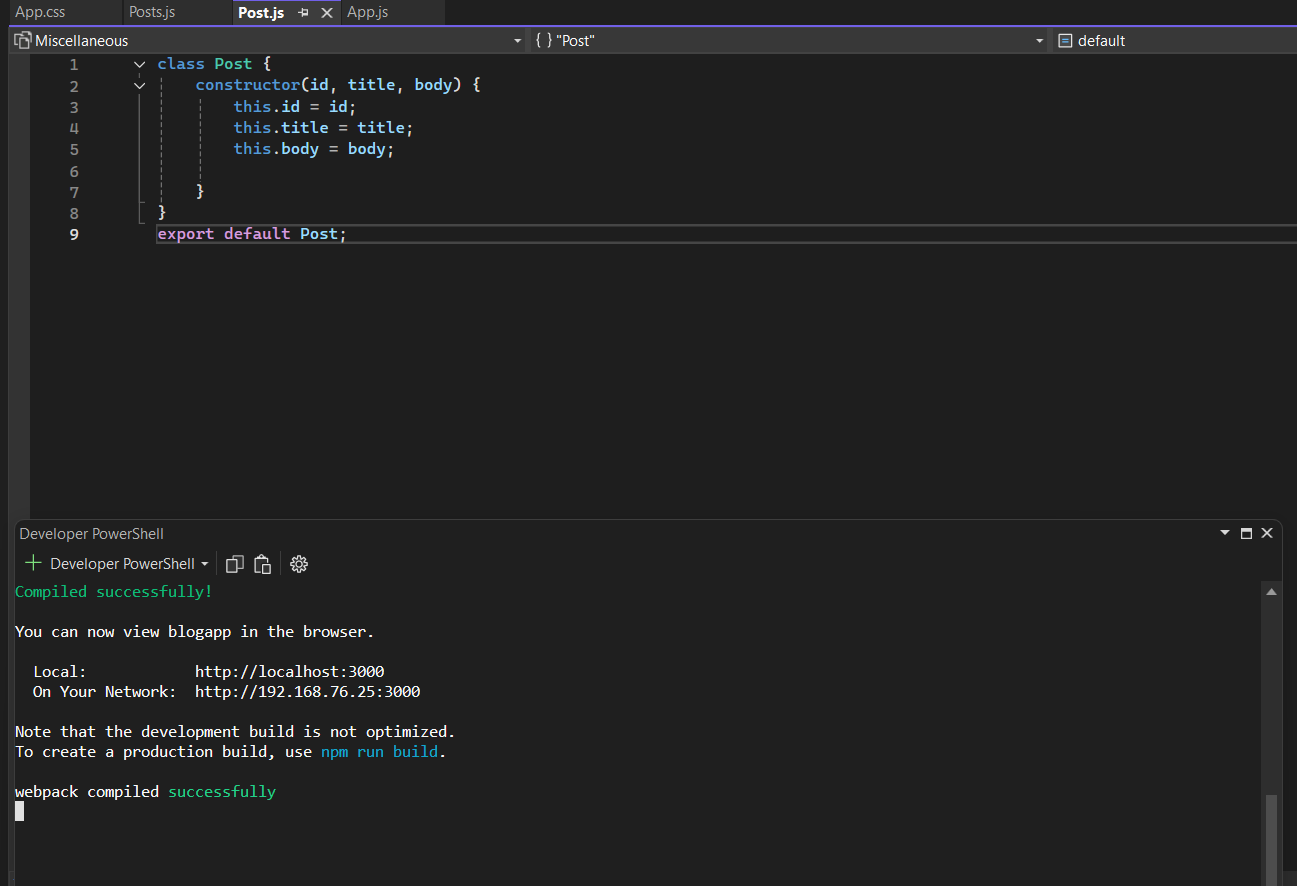 App.css Posts.js Post.js App.js
Miscellaneous { } "Post" default
1 class Post {
2 constructor(id, title, body) {
3 this.id = id;
4 this.title = title;
5 this.body = body;
6
7 }
8 }
9 export default Post;
Developer PowerShell
Developer PowerShell
Compiled successfully!
You can now view blogapp in the browser.
Local: http://localhost:3000
On Your Network: http://192.168.76.25:3000
Note that the development build is not optimized.
To create a production build, use npm run build.
webpack compiled successfully